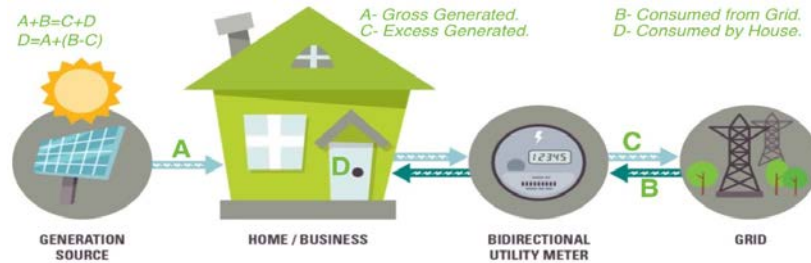 A+B=C+D
D=A+(B-C)
A- Gross Generated.
C- Excess Generated.
B- Consumed from Grid.
D- Consumed by House.
A
D
12345
C
B
GENERATION
SOURCE
HOME / BUSINESS
BIDIRECTIONAL
UTILITY METER
GRID